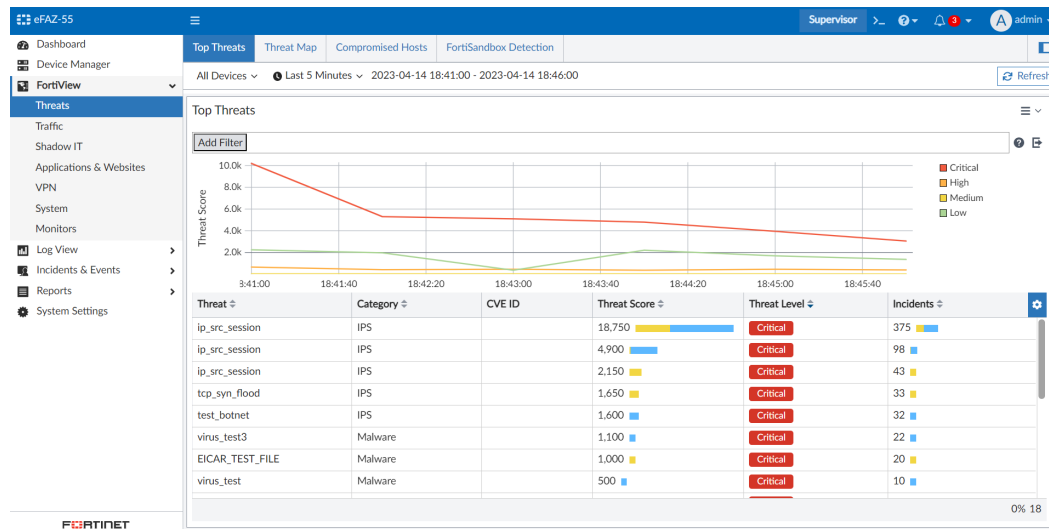 eFAZ-55
Supervisor
3
A
admin
Dashboard
Device Manager
FortiView
Threats
Traffic
Shadow IT
Applications & Websites
VPN
System
Monitors
Log View
Incidents & Events
Reports
System Settings
FORTINET
Top Threats Threat Map Compromised Hosts FortiSandbox Detection
All Devices Last 5 Minutes 2023-04-14 18:41:00 - 2023-04-14 18:46:00 Refresh
Top Threats
Add Filter
Threat Score
10.0k
8.0k
6.0k
4.0k
2.0k
3:41:00 18:41:40 18:42:20 18:43:00 18:43:40 18:44:20 18:45:00 18:45:40
Critical
High
Medium
Low
Threat Category CVE ID Threat Score Threat Level Incidents
ip_src_session IPS 18,750 Critical 375
ip_src_session IPS 4,900 Critical 98
ip_src_session IPS 2,150 Critical 43
tcp_syn_flood IPS 1,650 Critical 33
test_botnet IPS 1,600 Critical 32
virus_test3 Malware 1,100 Critical 22
EICAR_TEST_FILE Malware 1,000 Critical 20
virus_test Malware 500 Critical 10
0% 18